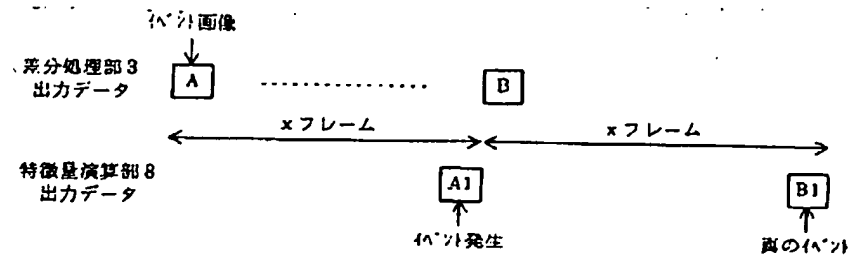 イベント画像
差分処理部3
出力データ
A
B
xフレーム
xフレーム
特徴量演算部8
出力データ
A1
B1
イベント発生
真のイベント